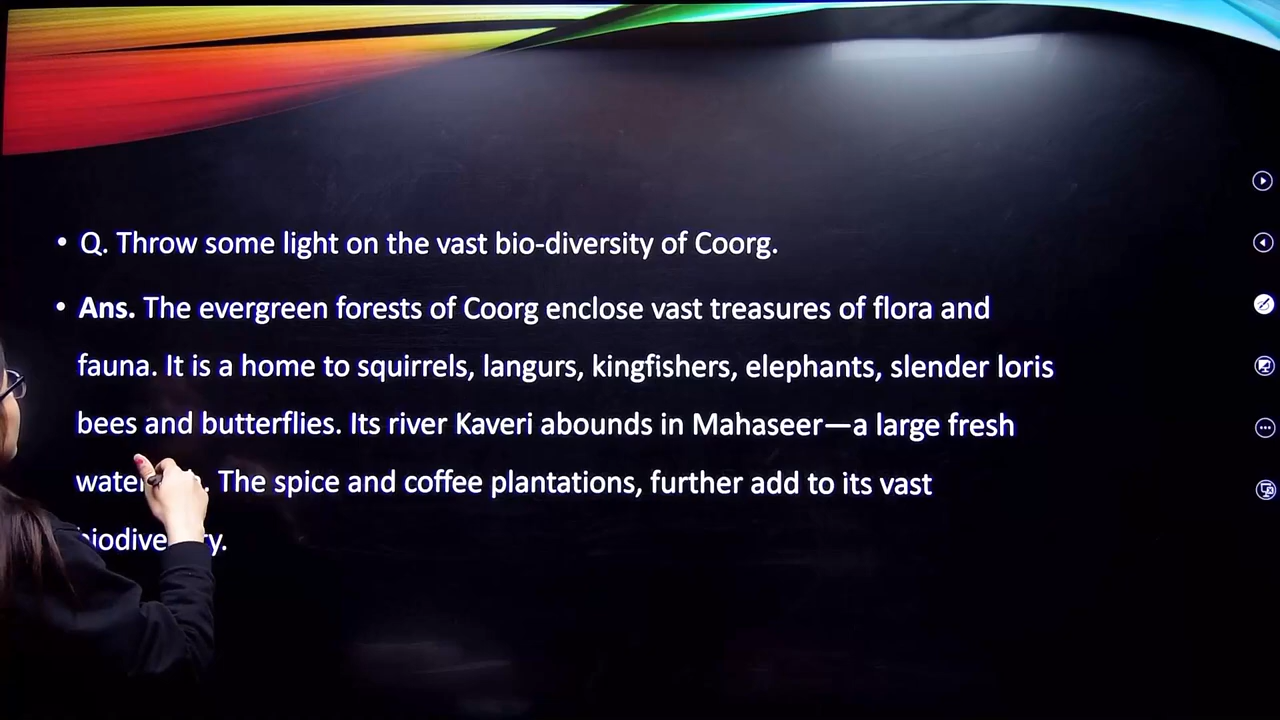 • Q. Throw some light on the vast bio-diversity of Coorg.
• Ans. The evergreen forests of Coorg enclose vast treasures of flora and
fauna. It is a home to squirrels, langurs, kingfishers, elephants, slender loris
bees and butterflies. Its river Kaveri abounds in Mahaseer—a large fresh
water The spice and coffee plantations, further add to its vast
biodiversity.